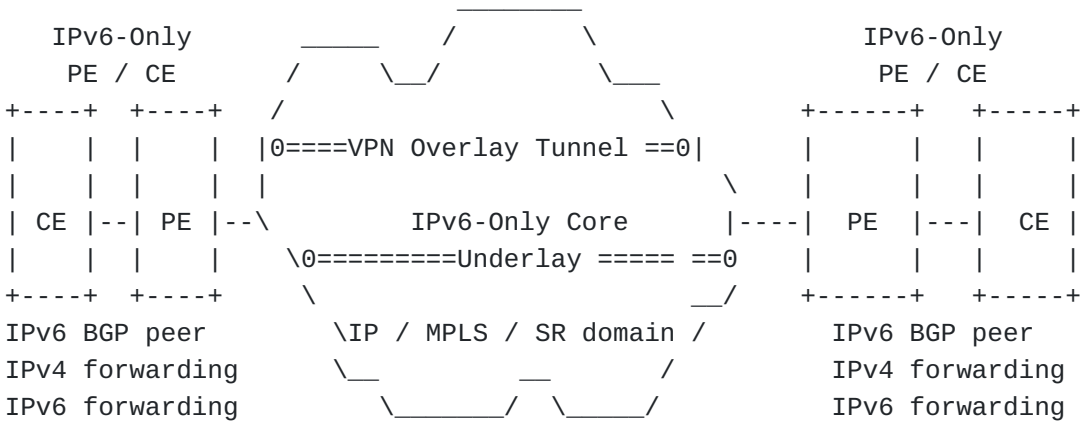 IPv6-Only IPv6-Only
PE / CE PE / CE
0====VPN Overlay Tunnel ==0
CE PE IPv6-Only Core PE CE
0=========Underlay ===== ==0
IPv6 BGP peer IP / MPLS / SR domain IPv6 BGP peer
IPv4 forwarding IPv4 forwarding
IPv6 forwarding IPv6 forwarding